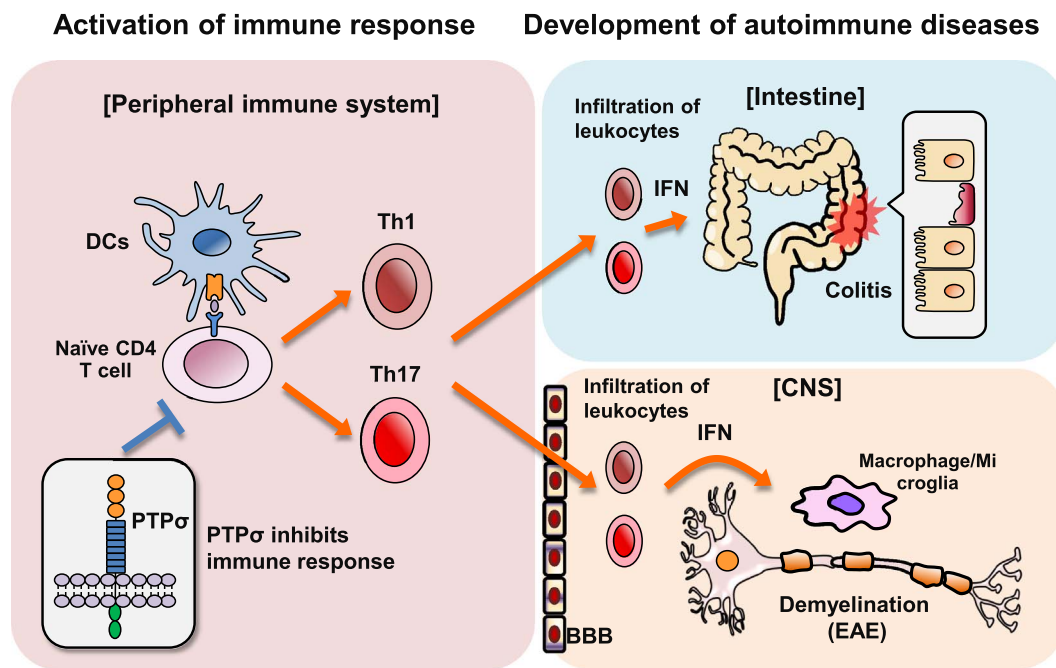 Activation of immune response
Development of autoimmune diseases
[Peripheral immune system]
DCs
Naïve CD4
T cell
Th1
Th17
PTPσ
PTPσ inhibits
immune response
[Intestine]
Infiltration of
leukocytes
IFN
Colitis
[CNS]
Infiltration of
leukocytes
IFN
Macrophage/Mi
croglia
Demyelination
(EAE)
BBB